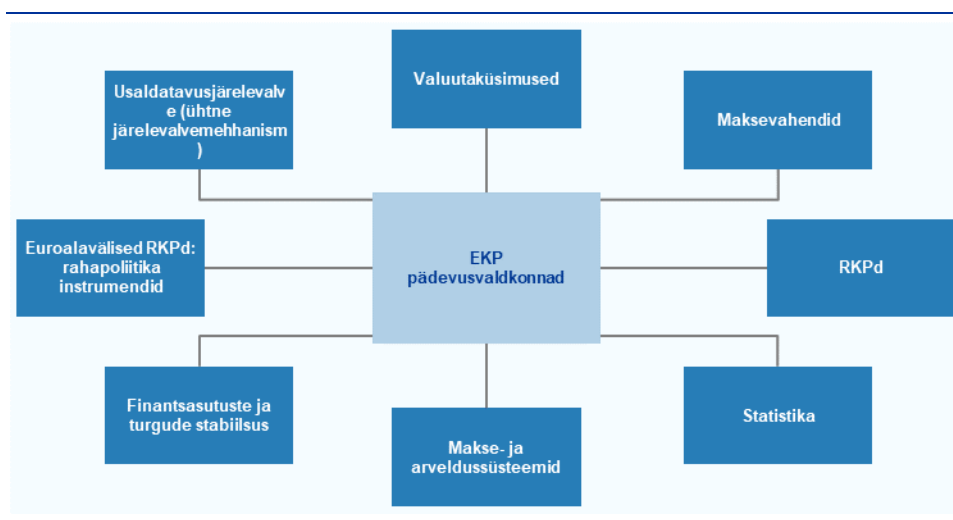 Valuutaküsimused
Usaldatavusjärelevalv
e (ühtne
järelevalvemehhanism
)
Maksevahendid
Euroalavälised RKPd:
rahapoliitika
instrumendid
EKP
pädevusvaldkonnad
RKPd
Finantsasutuste ja
turgude stabiilsus
Makse- ja
arveldussüsteemid
Statistika